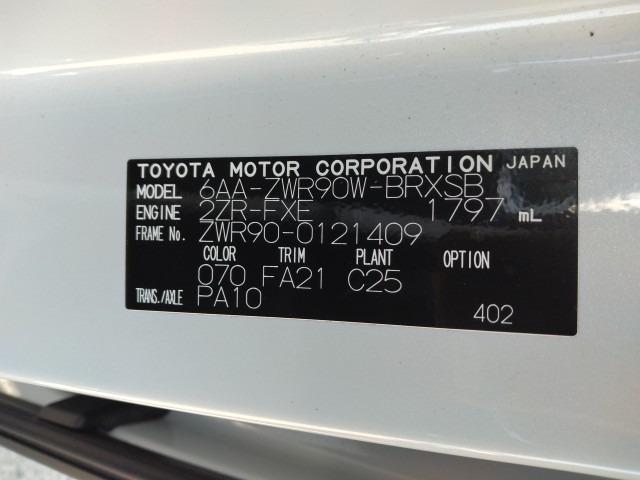 TOYOTA MOTOR CORPORATION JAPAN
MODEL 6AA-ZWR90W-BRXSB
ENGINE 2ZR-FXE 1797 mL
FRAME No. ZWR90-0121409
COLOR TRIM PLANT OPTION
070 FA21 C25
TRANS./AXLE PA10
402